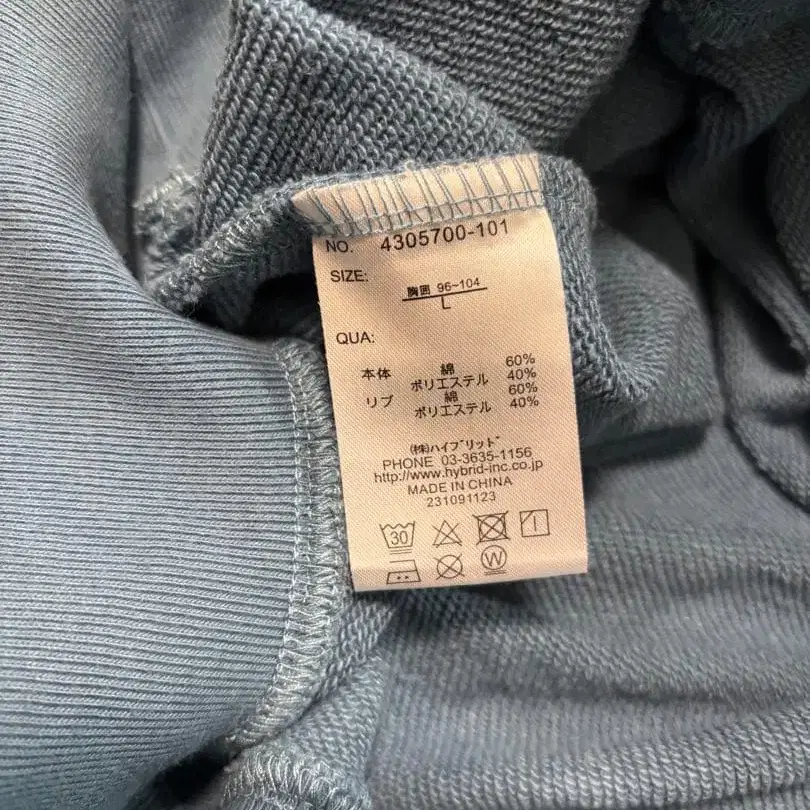 NO. 4305700-101
SIZE:
胸囲 96~104
L
QUA:
本体 綿 60%
ポリエステル 40%
リブ 綿 60%
ポリエステル 40%
(株)ハイブリッド
PHONE 03-3635-1156
http://www.hybrid-inc.co.jp
MADE IN CHINA
231091123
30
W